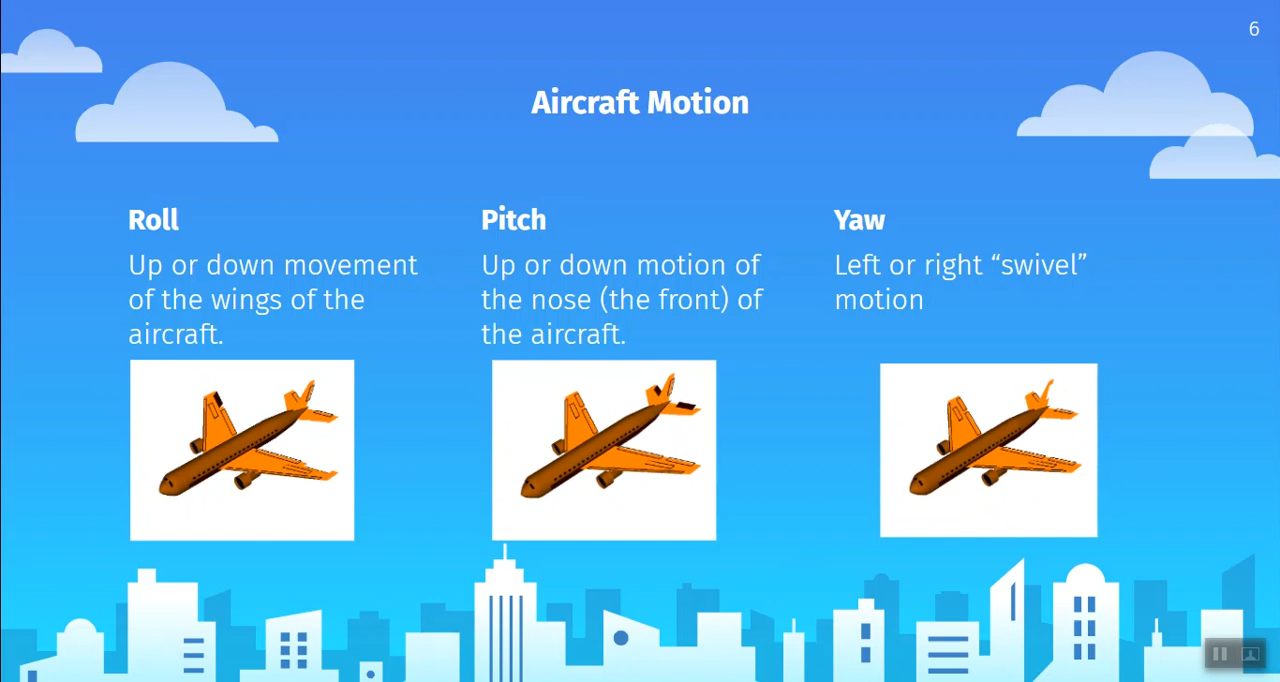 6
Aircraft Motion
Roll
Up or down movement
of the wings of the
aircraft.
Pitch
Up or down motion of
the nose (the front) of
the aircraft.
Yaw
Left or right “swivel”
motion